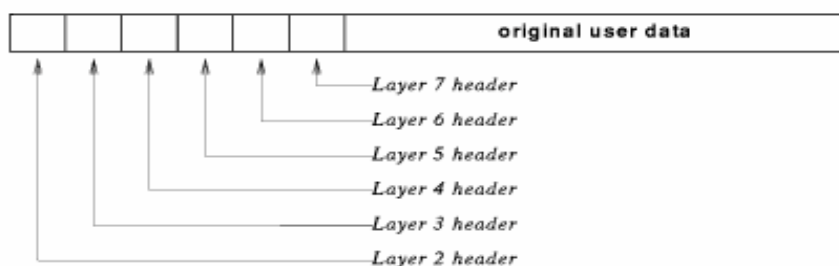 original user data
Layer 7 header
Layer 6 header
Layer 5 header
Layer 4 header
Layer 3 header
Layer 2 header